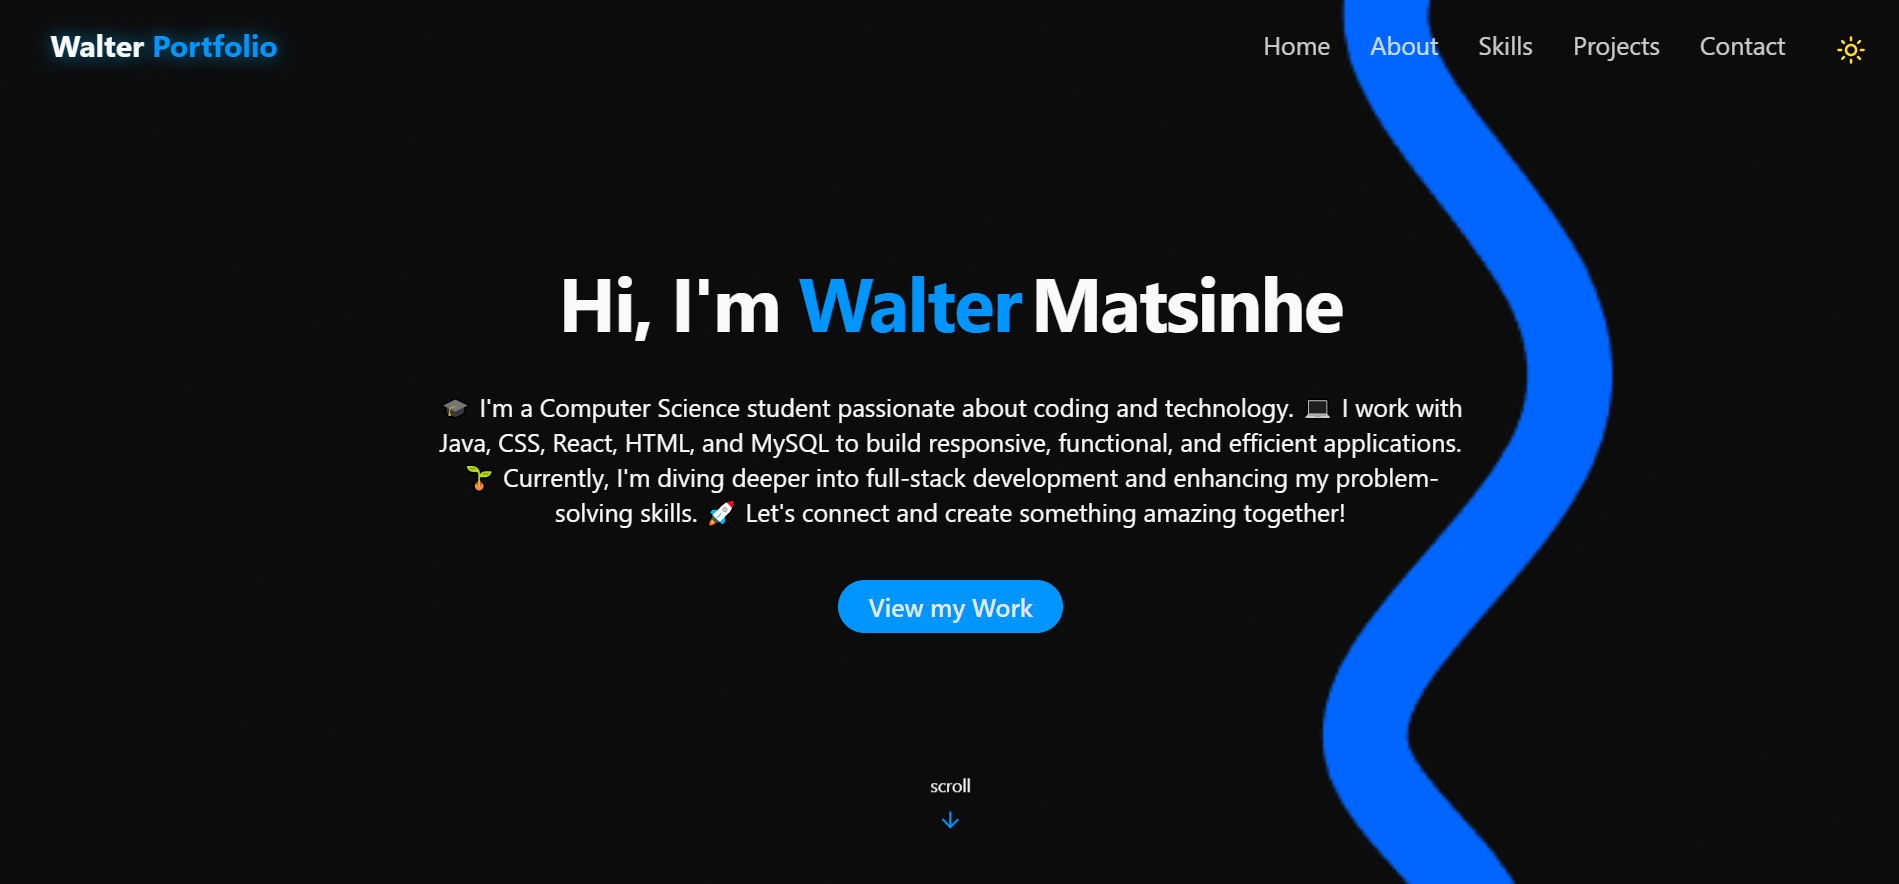 Walter Portfolio
Home About Skills Projects Contact
Hi, I'm Walter Matsinhe
🎓 I'm a Computer Science student passionate about coding and technology. 💻 I work with
Java, CSS, React, HTML, and MySQL to build responsive, functional, and efficient applications.
🌱 Currently, I'm diving deeper into full-stack development and enhancing my problem-
solving skills. 🚀 Let's connect and create something amazing together!
View my Work
scroll